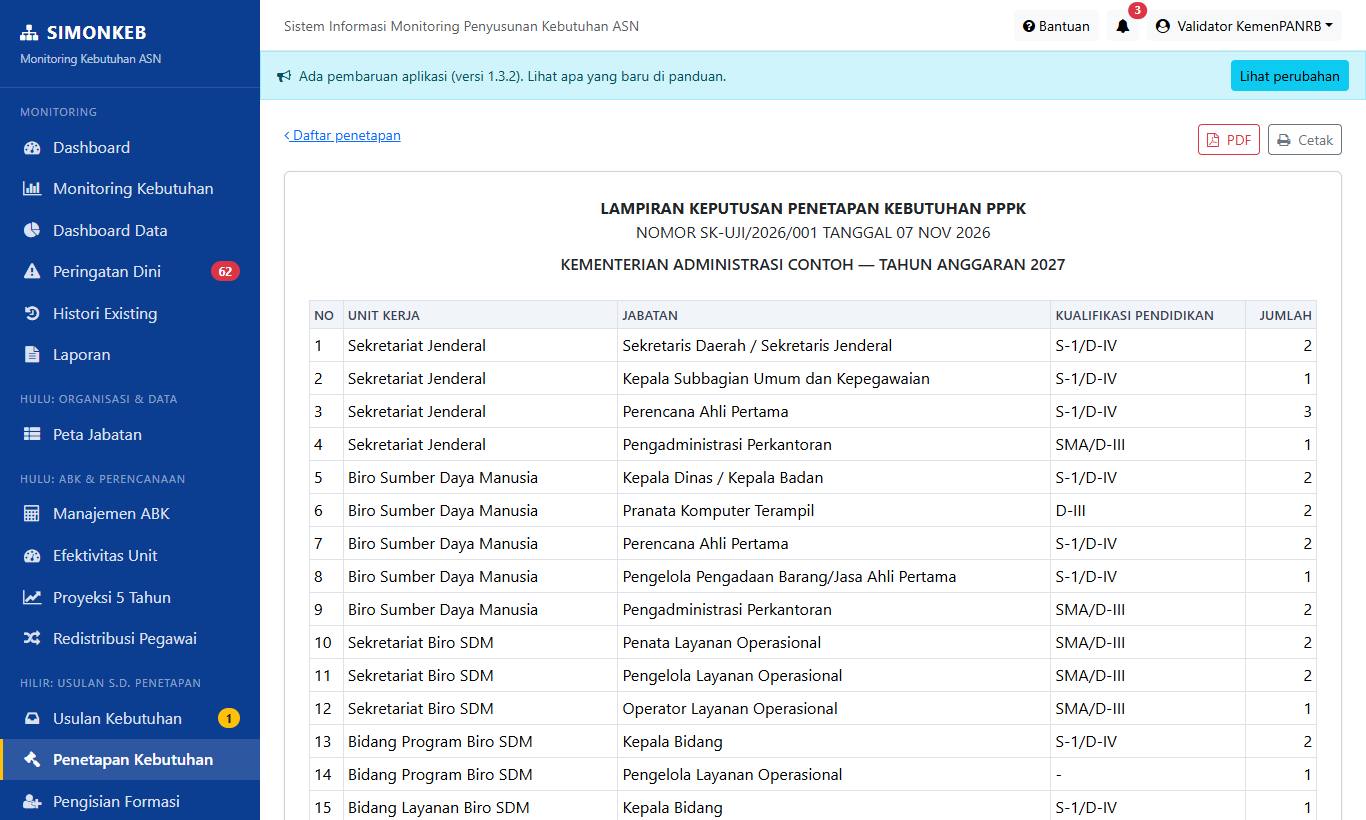 SIMONKEB
Monitoring Kebutuhan ASN
MONITORING
Dashboard
Monitoring Kebutuhan
Dashboard Data
Peringatan Dini 62
Histori Existing
Laporan
HULU: ORGANISASI & DATA
Peta Jabatan
HULU: ABK & PERENCANAAN
Manajemen ABK
Efektivitas Unit
Proyeksi 5 Tahun
Redistribusi Pegawai
HILIR: USULAN S.D. PENETAPAN
Usulan Kebutuhan 1
Penetapan Kebutuhan
Pengisian Formasi
Sistem Informasi Monitoring Penyusunan Kebutuhan ASN
Bantuan 3 Validator KemenPANRB
Ada pembaruan aplikasi (versi 1.3.2). Lihat apa yang baru di panduan. Lihat perubahan
Daftar penetapan
PDF Cetak
LAMPIRAN KEPUTUSAN PENETAPAN KEBUTUHAN PPPK
NOMOR SK-UJI/2026/001 TANGGAL 07 NOV 2026
KEMENTERIAN ADMINISTRASI CONTOH — TAHUN ANGGARAN 2027
NO UNIT KERJA JABATAN KUALIFIKASI PENDIDIKAN JUMLAH
1 Sekretariat Jenderal Sekretaris Daerah / Sekretaris Jenderal S-1/D-IV 2
2 Sekretariat Jenderal Kepala Subbagian Umum dan Kepegawaian S-1/D-IV 1
3 Sekretariat Jenderal Perencana Ahli Pertama S-1/D-IV 3
4 Sekretariat Jenderal Pengadministrasi Perkantoran SMA/D-III 1
5 Biro Sumber Daya Manusia Kepala Dinas / Kepala Badan S-1/D-IV 2
6 Biro Sumber Daya Manusia Pranata Komputer Terampil D-III 2
7 Biro Sumber Daya Manusia Perencana Ahli Pertama S-1/D-IV 2
8 Biro Sumber Daya Manusia Pengelola Pengadaan Barang/Jasa Ahli Pertama S-1/D-IV 1
9 Biro Sumber Daya Manusia Pengadministrasi Perkantoran SMA/D-III 2
10 Sekretariat Biro SDM Penata Layanan Operasional SMA/D-III 2
11 Sekretariat Biro SDM Pengelola Layanan Operasional SMA/D-III 2
12 Sekretariat Biro SDM Operator Layanan Operasional SMA/D-III 1
13 Bidang Program Biro SDM Kepala Bidang S-1/D-IV 2
14 Bidang Program Biro SDM Pengelola Layanan Operasional - 1
15 Bidang Layanan Biro SDM Kepala Bidang S-1/D-IV 1